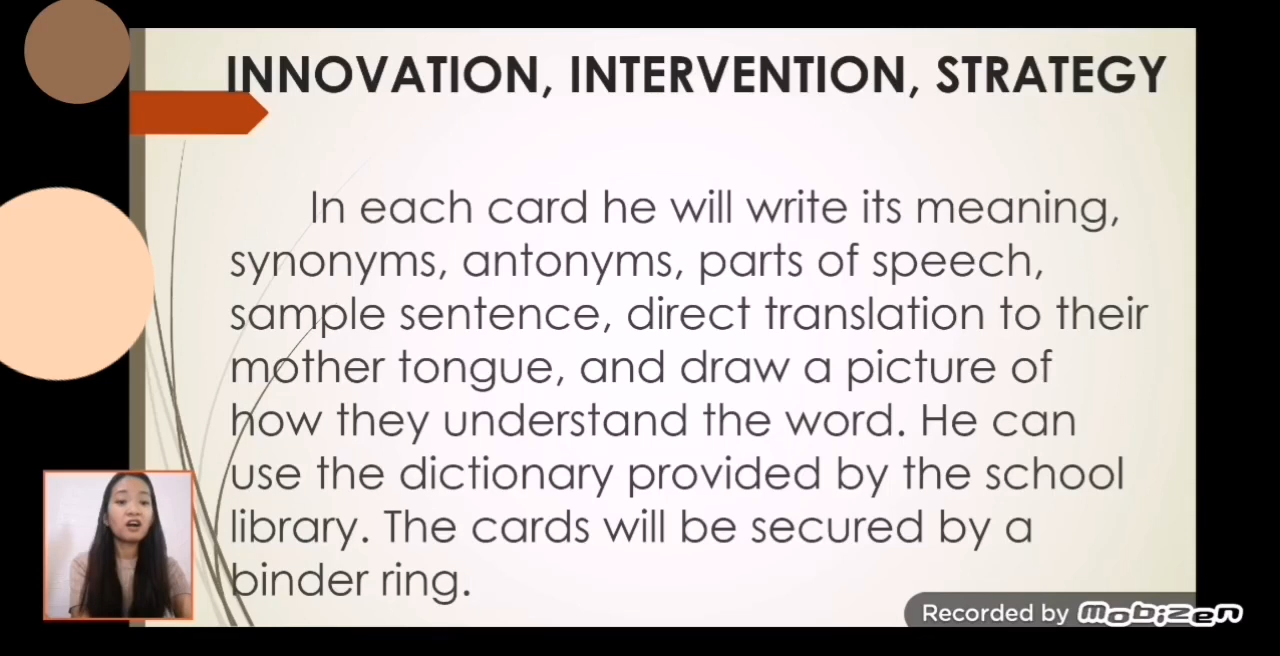 INNOVATION, INTERVENTION, STRATEGY
In each card he will write its meaning,
synonyms, antonyms, parts of speech,
sample sentence, direct translation to their
mother tongue, and draw a picture of
how they understand the word. He can
use the dictionary provided by the school
library. The cards will be secured by a
binder ring.
Recorded by Mobizen